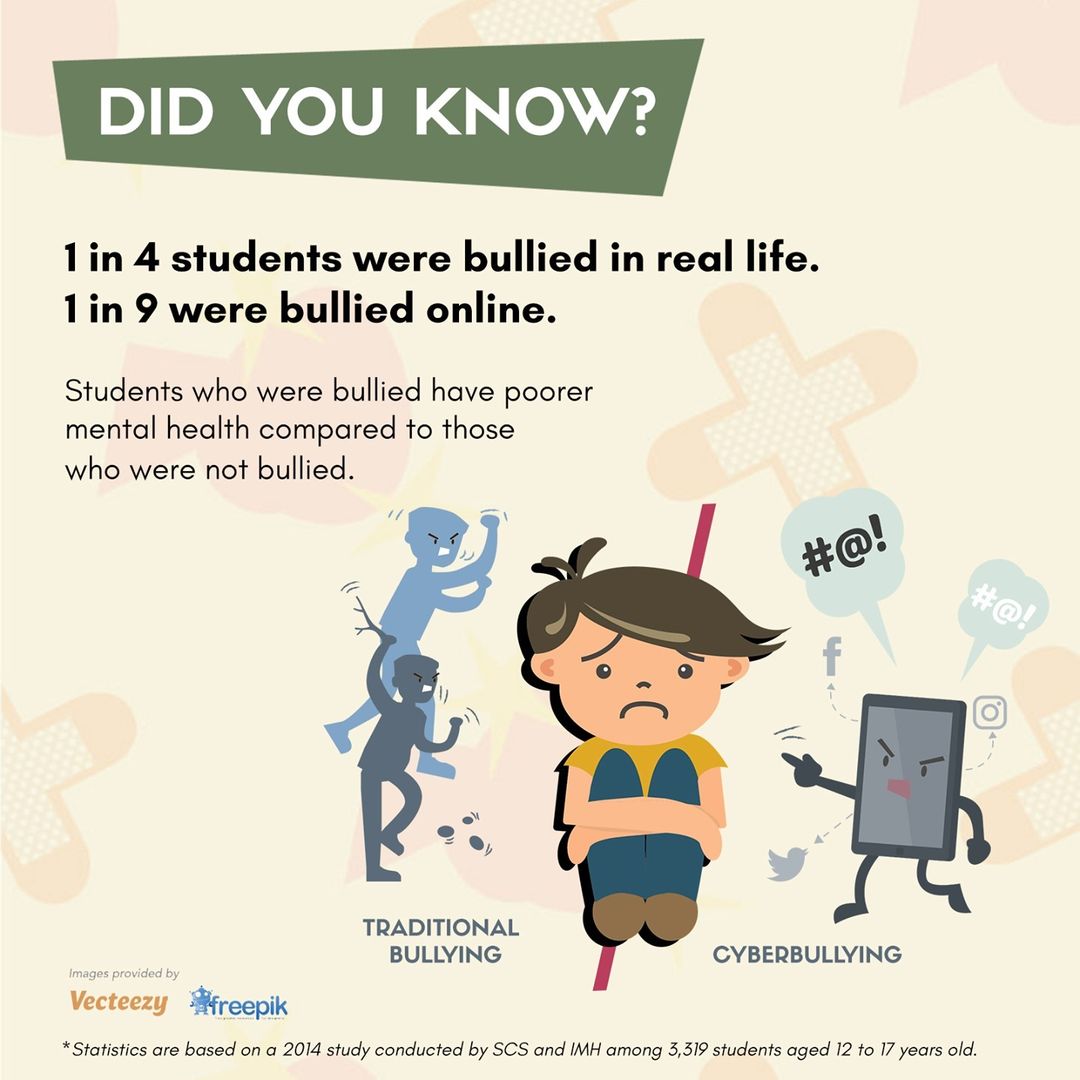 DID YOU KNOW?
1 in 4 students were bullied in real life.
1 in 9 were bullied online.
Students who were bullied have poorer
mental health compared to those
who were not bullied.
#@!
#@!
TRADITIONAL
BULLYING
CYBERBULLYING
Images provided by
Vecteezy
freepik
*Statistics are based on a 2014 study conducted by SCS and IMH among 3,319 students aged 12 to 17 years old.